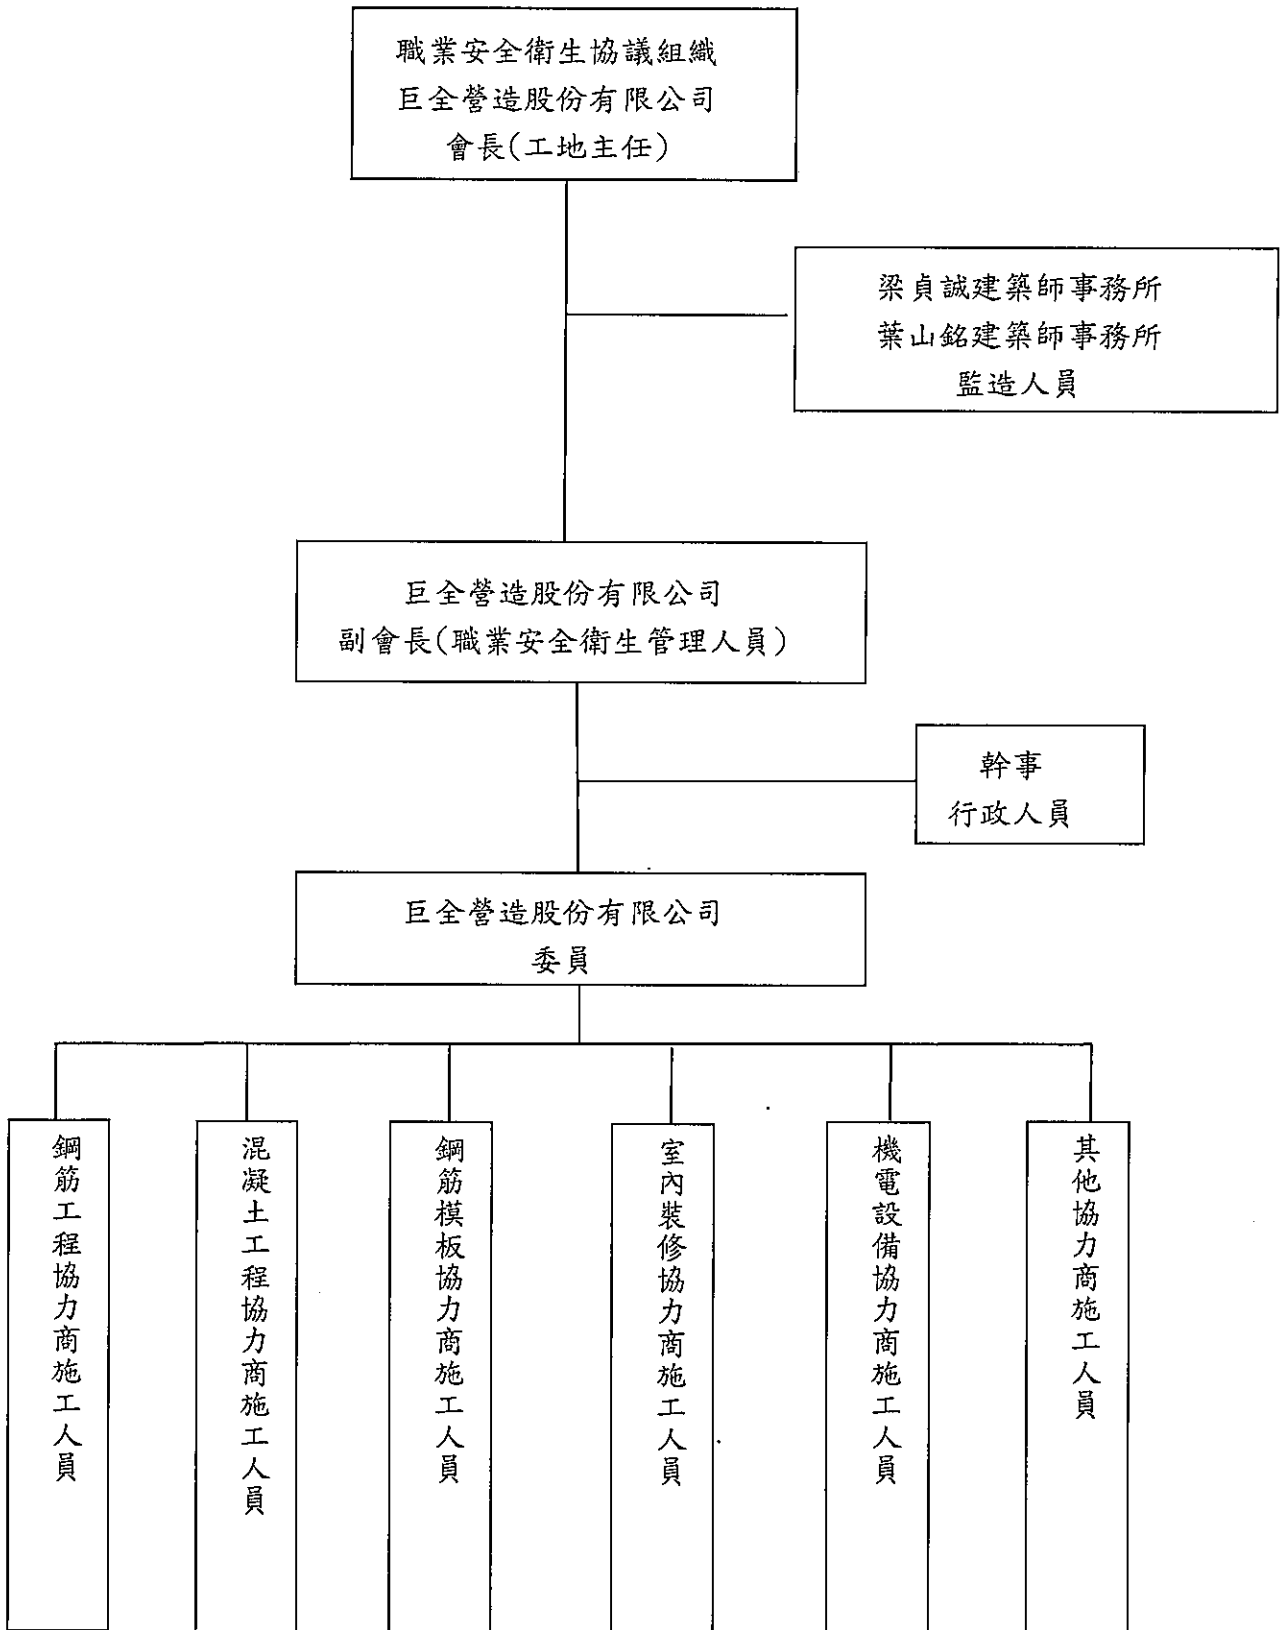 職業安全衛生協議組織
巨全營造股份有限公司
會長(工地主任)
梁貞誠建築師事務所
葉山銘建築師事務所
監造人員
巨全營造股份有限公司
副會長(職業安全衛生管理人員)
幹事
行政人員
巨全營造股份有限公司
委員
鋼筋工程協力商施工人員
混凝土工程協力商施工人員
鋼筋模板協力商施工人員
室內裝修協力商施工人員
機電設備協力商施工人員
其他協力商施工人員